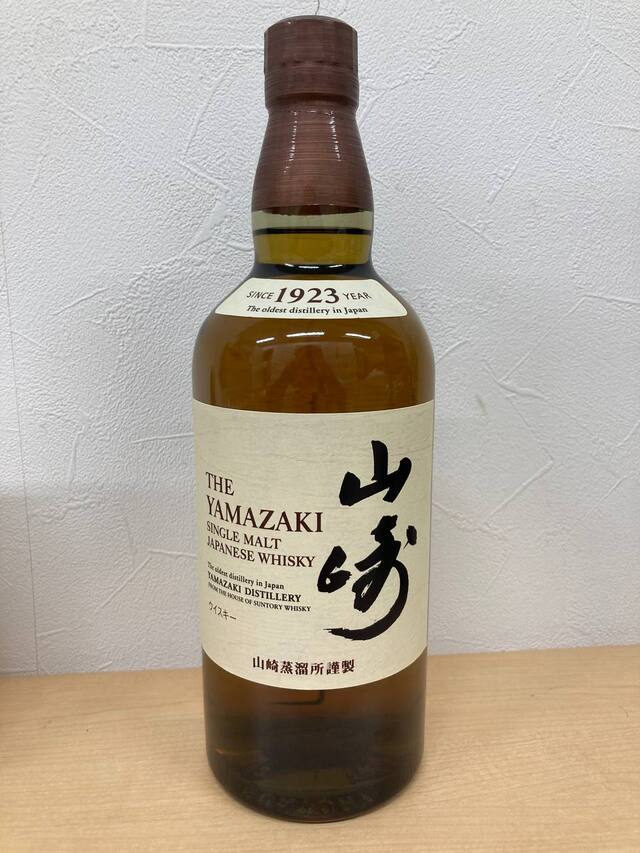 SINCE 1923 YEAR
The oldest distillery in Japan
THE
YAMAZAKI
SINGLE MALT
JAPANESE WHISKY
The oldest distillery in Japan
YAMAZAKI DISTILLERY
FROM THE HOUSE OF SUNTORY WHISKY
ウイスキー
山崎
山崎蒸溜所謹製